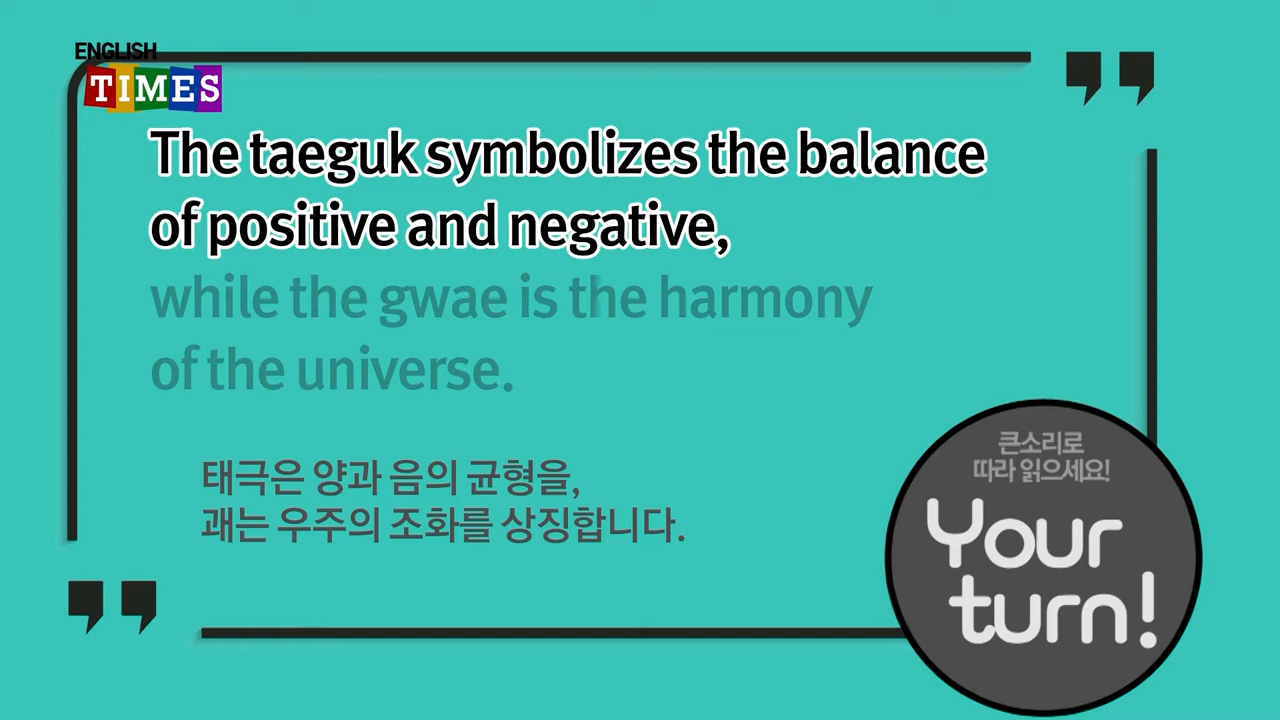 ENGLISH
TIMES
The taeguk symbolizes the balance
of positive and negative,
while the gwae is the harmony
of the universe.
태극은 양과 음의 균형을,
괘는 우주의 조화를 상징합니다.
큰소리로
따라 읽으세요!
Your
turn!